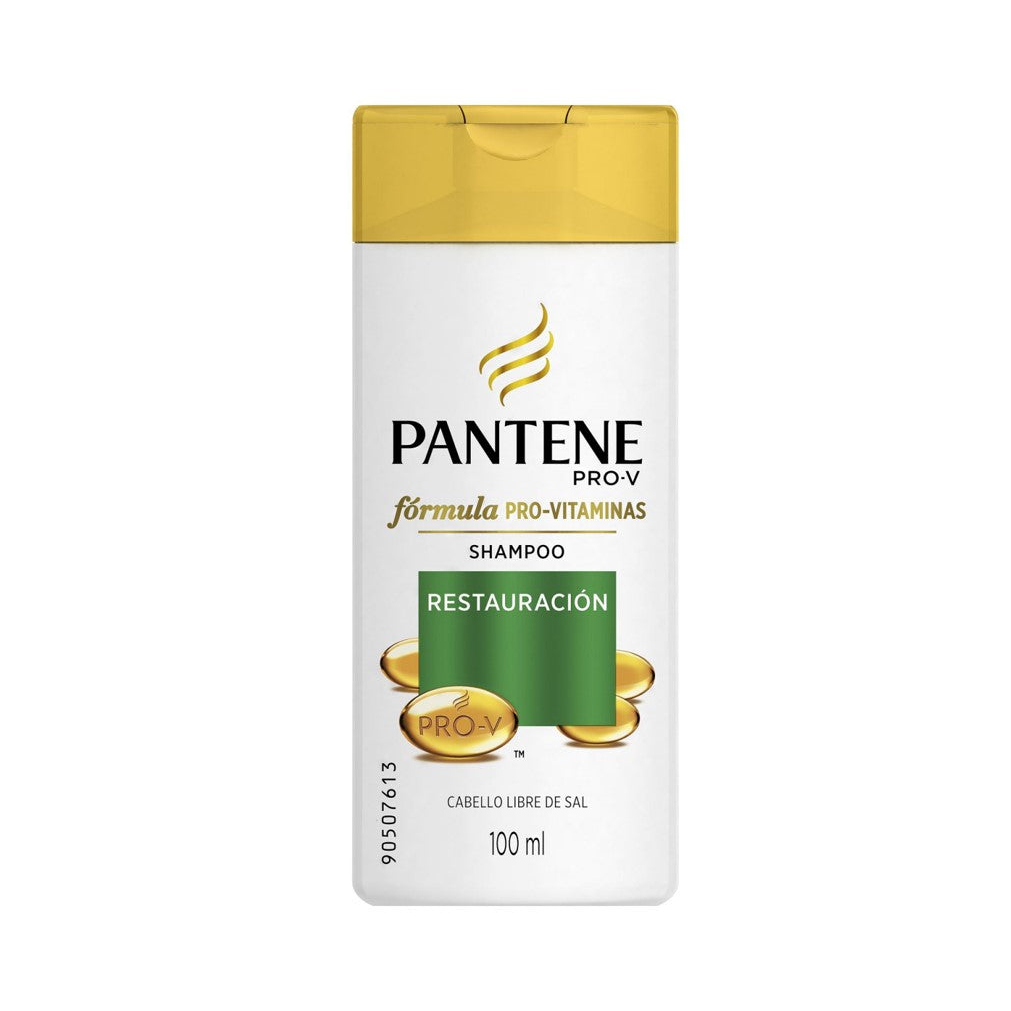 PANTENE
PRO-V
fórmula PRO-VITAMINAS
SHAMPOO
RESTAURACIÓN
PRO-V
TM
CABELLO LIBRE DE SAL
100 ml
90507613